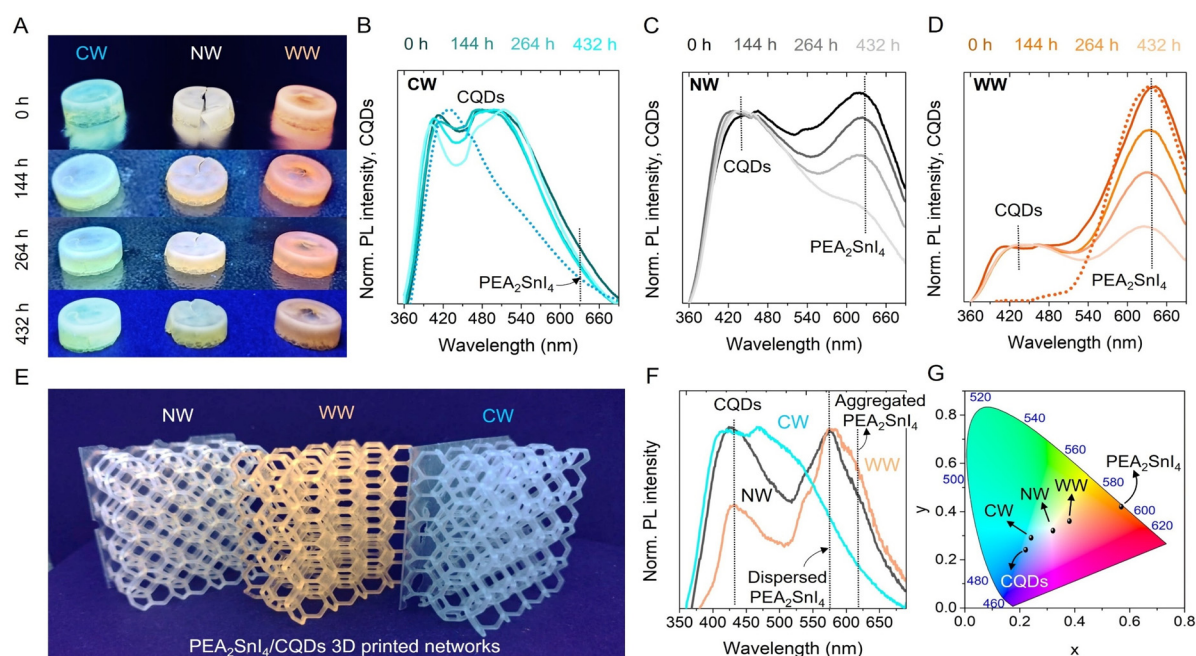 A
CW
NW
WW
0 h
144 h
264 h
432 h
B
0 h 144 h 264 h 432 h
CW
CQDs
PEA₂SnI₄
Norm. PL intensity, CQDs
360 420 480 540 600 660
Wavelength (nm)
C
0 h 144 h 264 h 432 h
NW
CQDs
PEA₂SnI₄
Norm. PL intensity, CQDs
360 420 480 540 600 660
Wavelength (nm)
D
0 h 144 h 264 h 432 h
WW
CQDs
PEA₂SnI₄
Norm. PL intensity, CQDs
360 420 480 540 600 660
Wavelength (nm)
E
NW
WW
CW
PEA₂SnI₄/CQDs 3D printed networks
F
CQDs
CW
Aggregated
PEA₂SnI₄
WW
NW
Dispersed
PEA₂SnI₄
Norm. PL intensity
350 400 450 500 550 600 650
Wavelength (nm)
G
0.8
0.6
0.4
0.2
0.0
y
520
540
560
500
580
600
620
480
460
PEA₂SnI₄
WW
NW
CW
CQDs
0.0 0.2 0.4 0.6 0.8
x